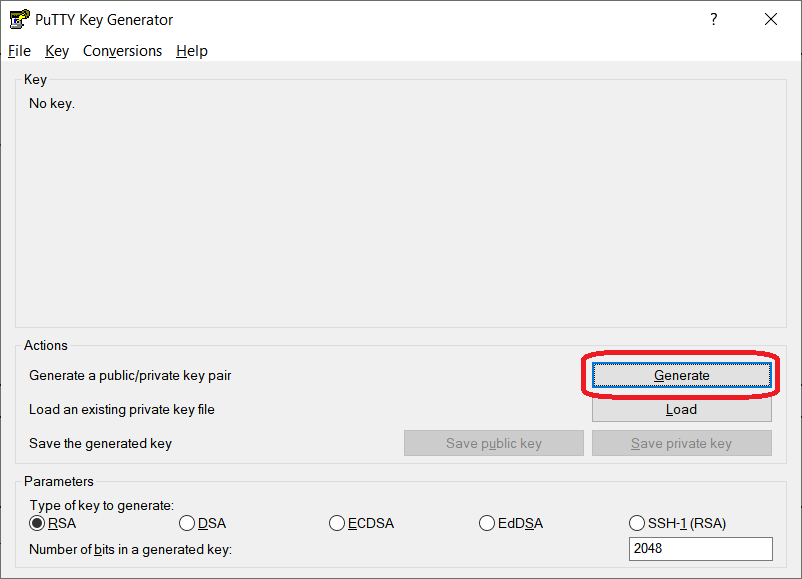 PuTTY Key Generator ?
File Key Conversions Help
Key
No key.
Actions
Generate a public/private key pair Generate
Load an existing private key file Load
Save the generated key Save public key Save private key
Parameters
Type of key to generate:
RSA DSA ECDSA EdDSA SSH-1 (RSA)
Number of bits in a generated key: 2048